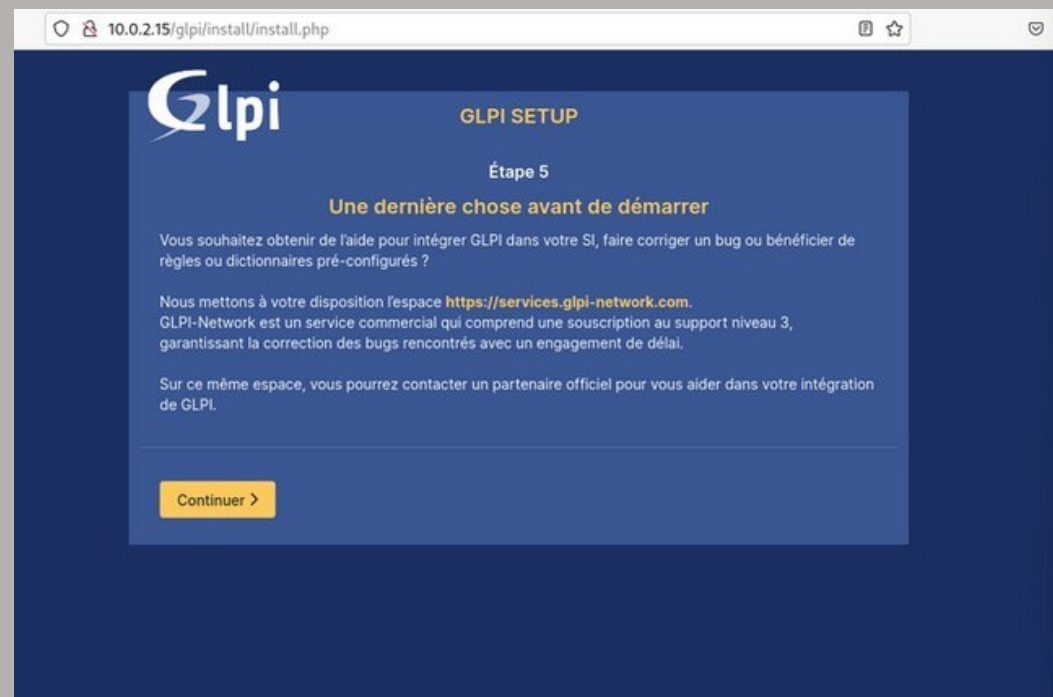 10.0.2.15/glpi/install/install.php
Glpi
GLPI SETUP
Étape 5
Une dernière chose avant de démarrer
Vous souhaitez obtenir de l'aide pour intégrer GLPI dans votre SI, faire corriger un bug ou bénéficier de
règles ou dictionnaires pré-configurés ?
Nous mettons à votre disposition l'espace https://services.glpi-network.com.
GLPI-Network est un service commercial qui comprend une souscription au support niveau 3,
garantissant la correction des bugs rencontrés avec un engagement de délai.
Sur ce même espace, vous pourrez contacter un partenaire officiel pour vous aider dans votre intégration
de GLPI.
Continuer >